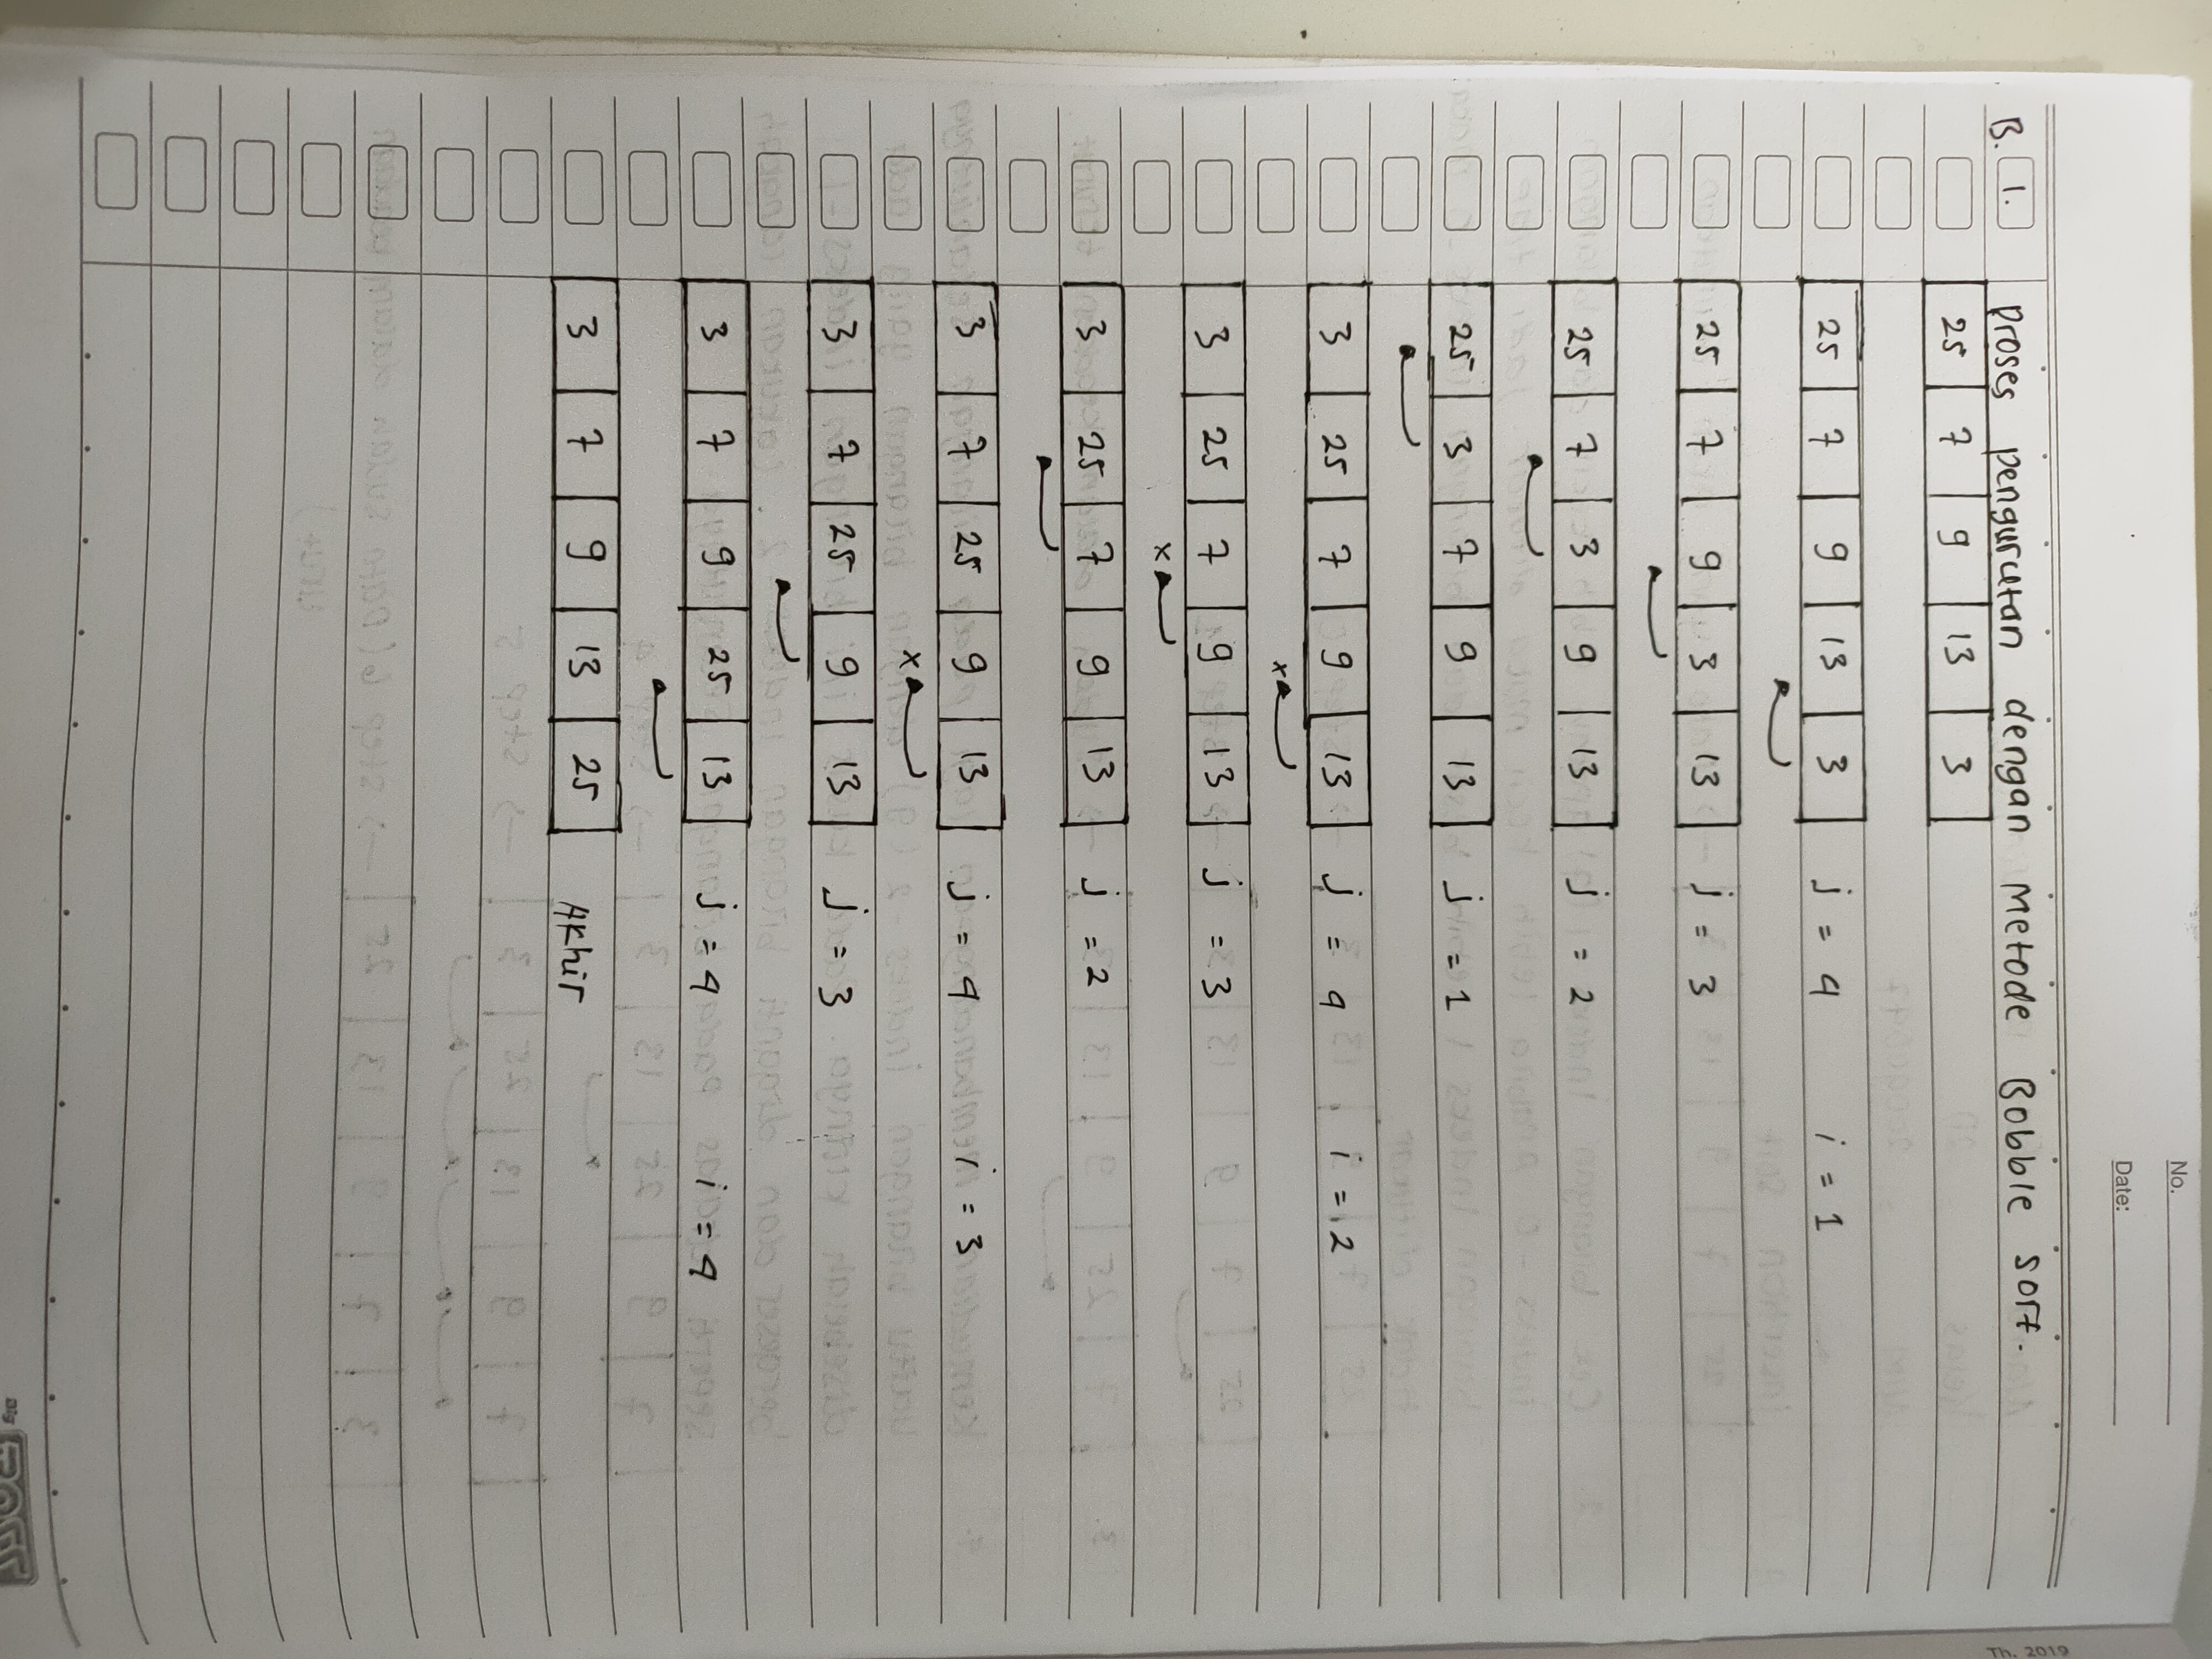 No.
Date:
B. 1. Proses pengurutan dengan metode Bobble sort.
25 7 9 13 3
25 7 9 13 3 j = 4 i = 1
25 7 9 3 13 j = 3
25 7 3 9 13 j = 2
25 3 7 9 13 j = 1
3 25 7 9 13 j = 4 i = 2
x
3 25 7 9 13 j = 3
x
3 25 7 9 13 j = 2
3 7 25 9 13 j = 4 i = 3
x
3 7 25 9 13 j = 3
3 7 9 25 13 j = 4 i = 4
3 7 9 13 25 Akhir
Th. 2019